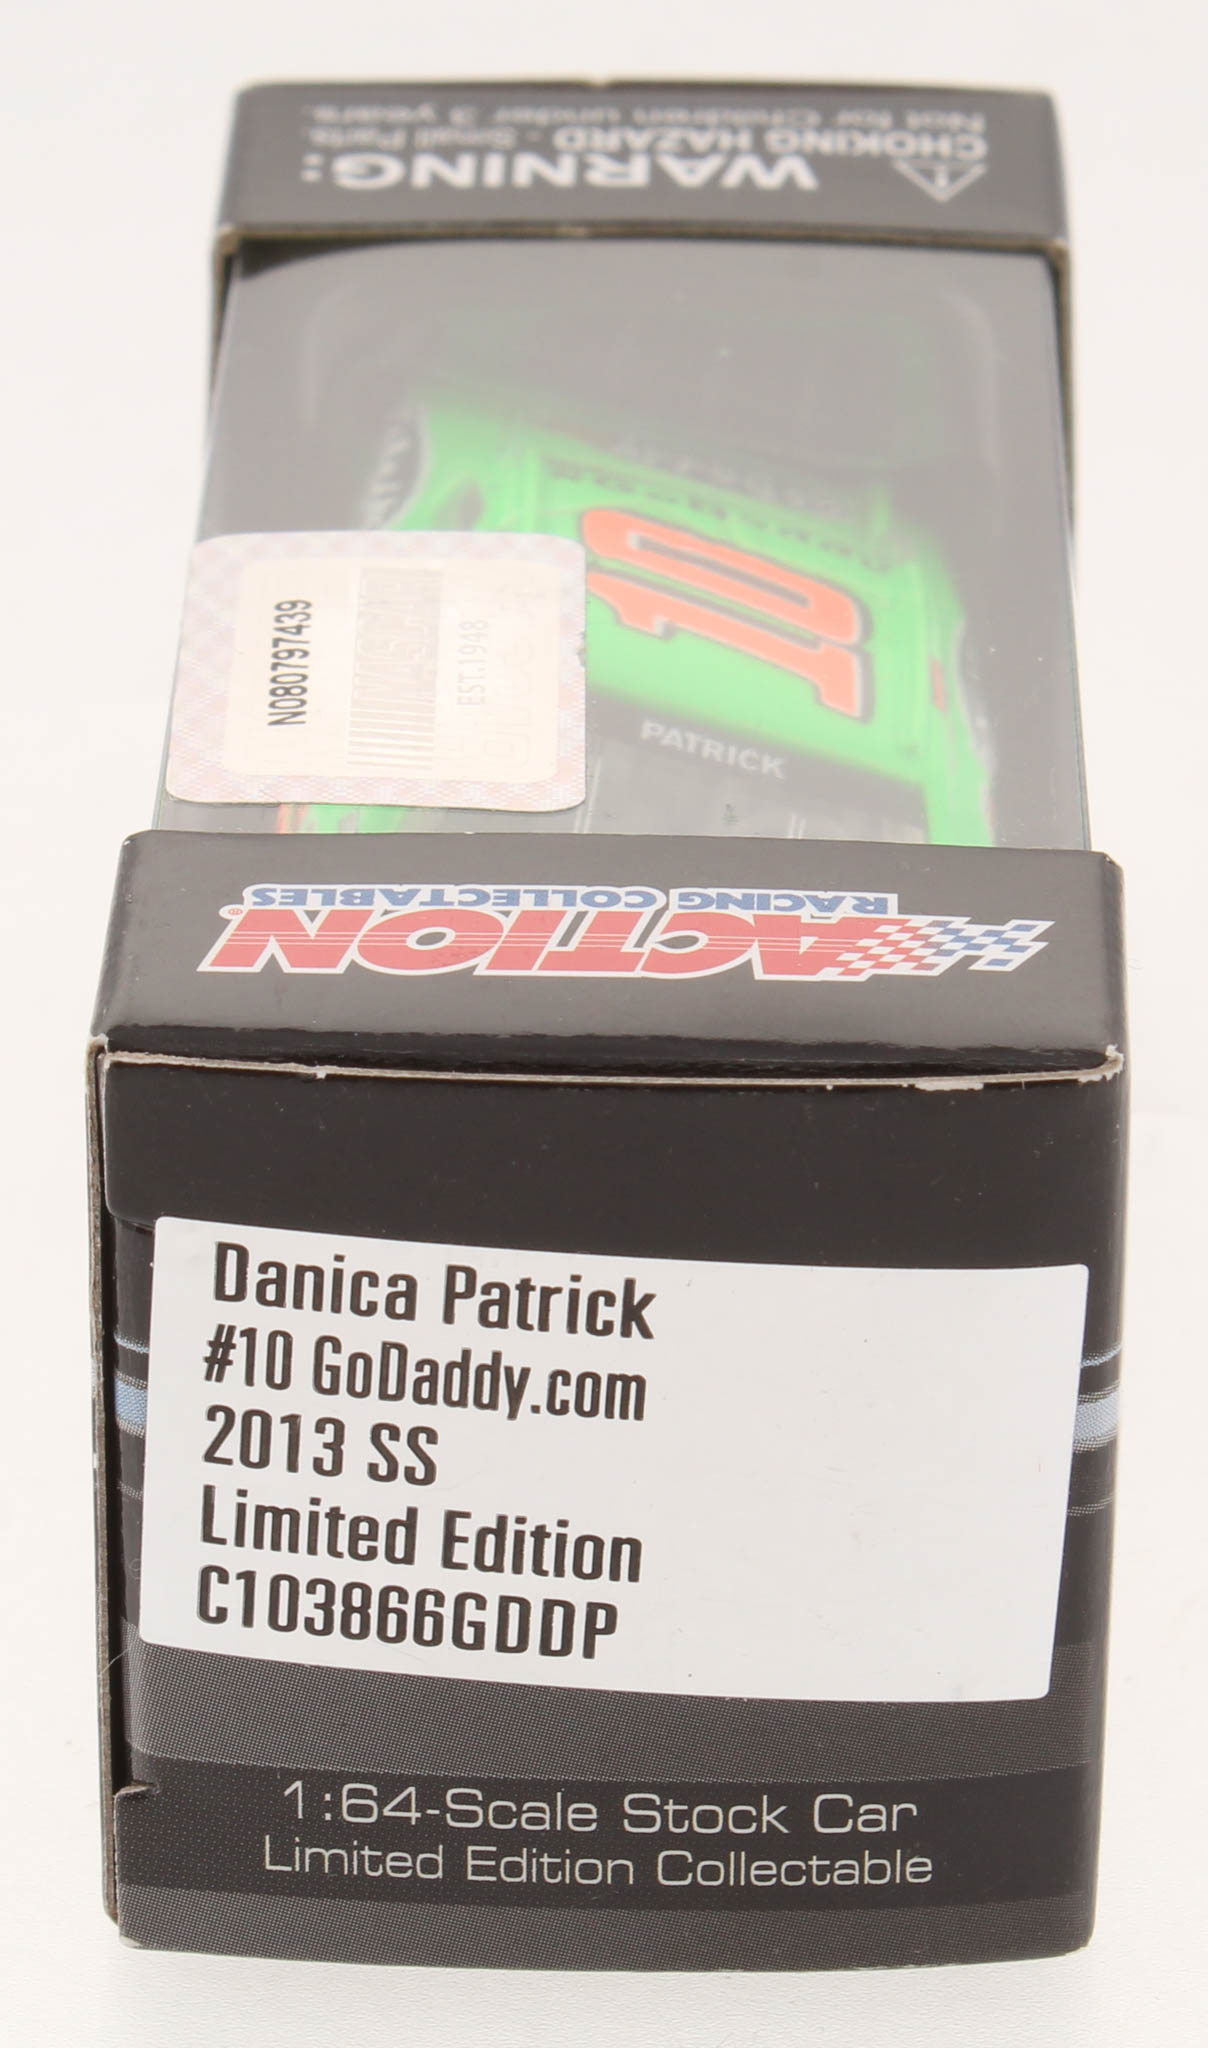 WARNING:
CHOKING HAZARD - Small Parts.
Not for Children under 3 years.
10
PATRICK
N080797439
NASCAR
EST.1948
ACTION®
RACING COLLECTABLES
Danica Patrick
#10 GoDaddy.com
2013 SS
Limited Edition
C103866GDDP
1:64-Scale Stock Car
Limited Edition Collectable